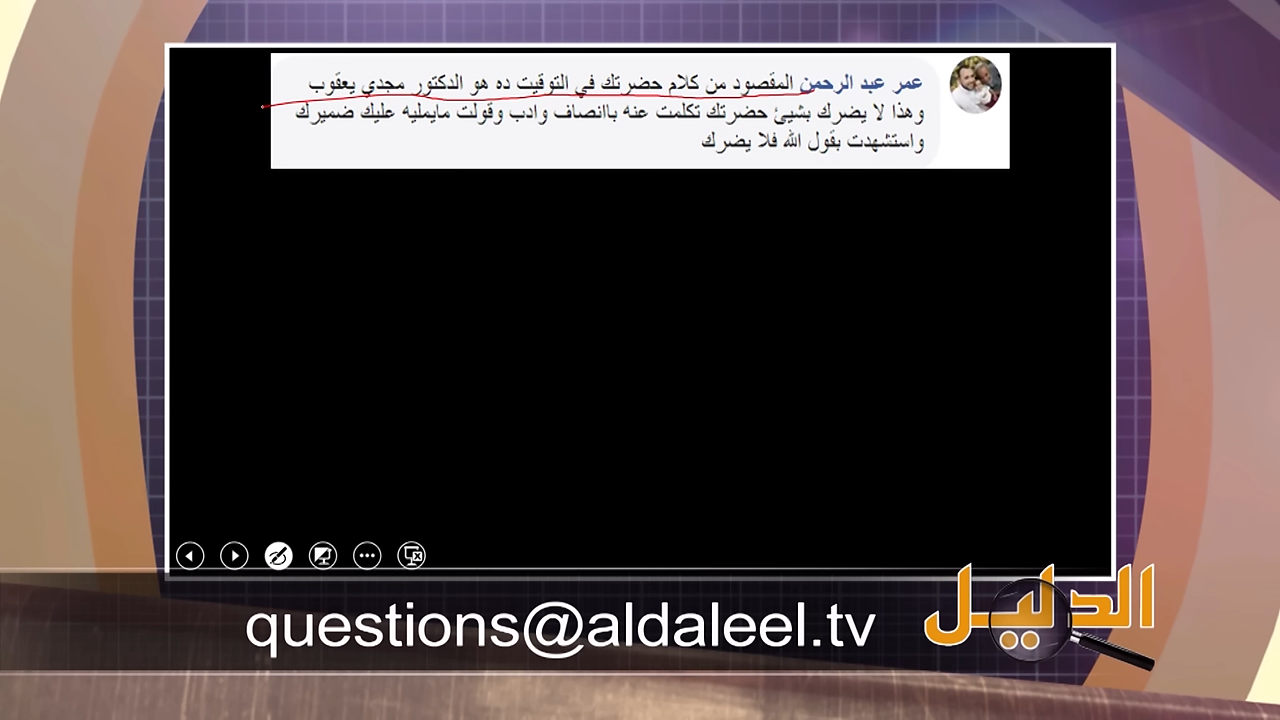 عمر عبد الرحمن المقصود من كلام حضرتك في التوقيت ده هو الدكتور مجدي يعقوب
وهذا لا يضرك بشيئ حضرتك تكلمت عنه باانصاف وادب وقولت مايمليه عليك ضميرك
واستشهدت بقول الله فلا يضرك
questions@aldaleel.tv
الدليل